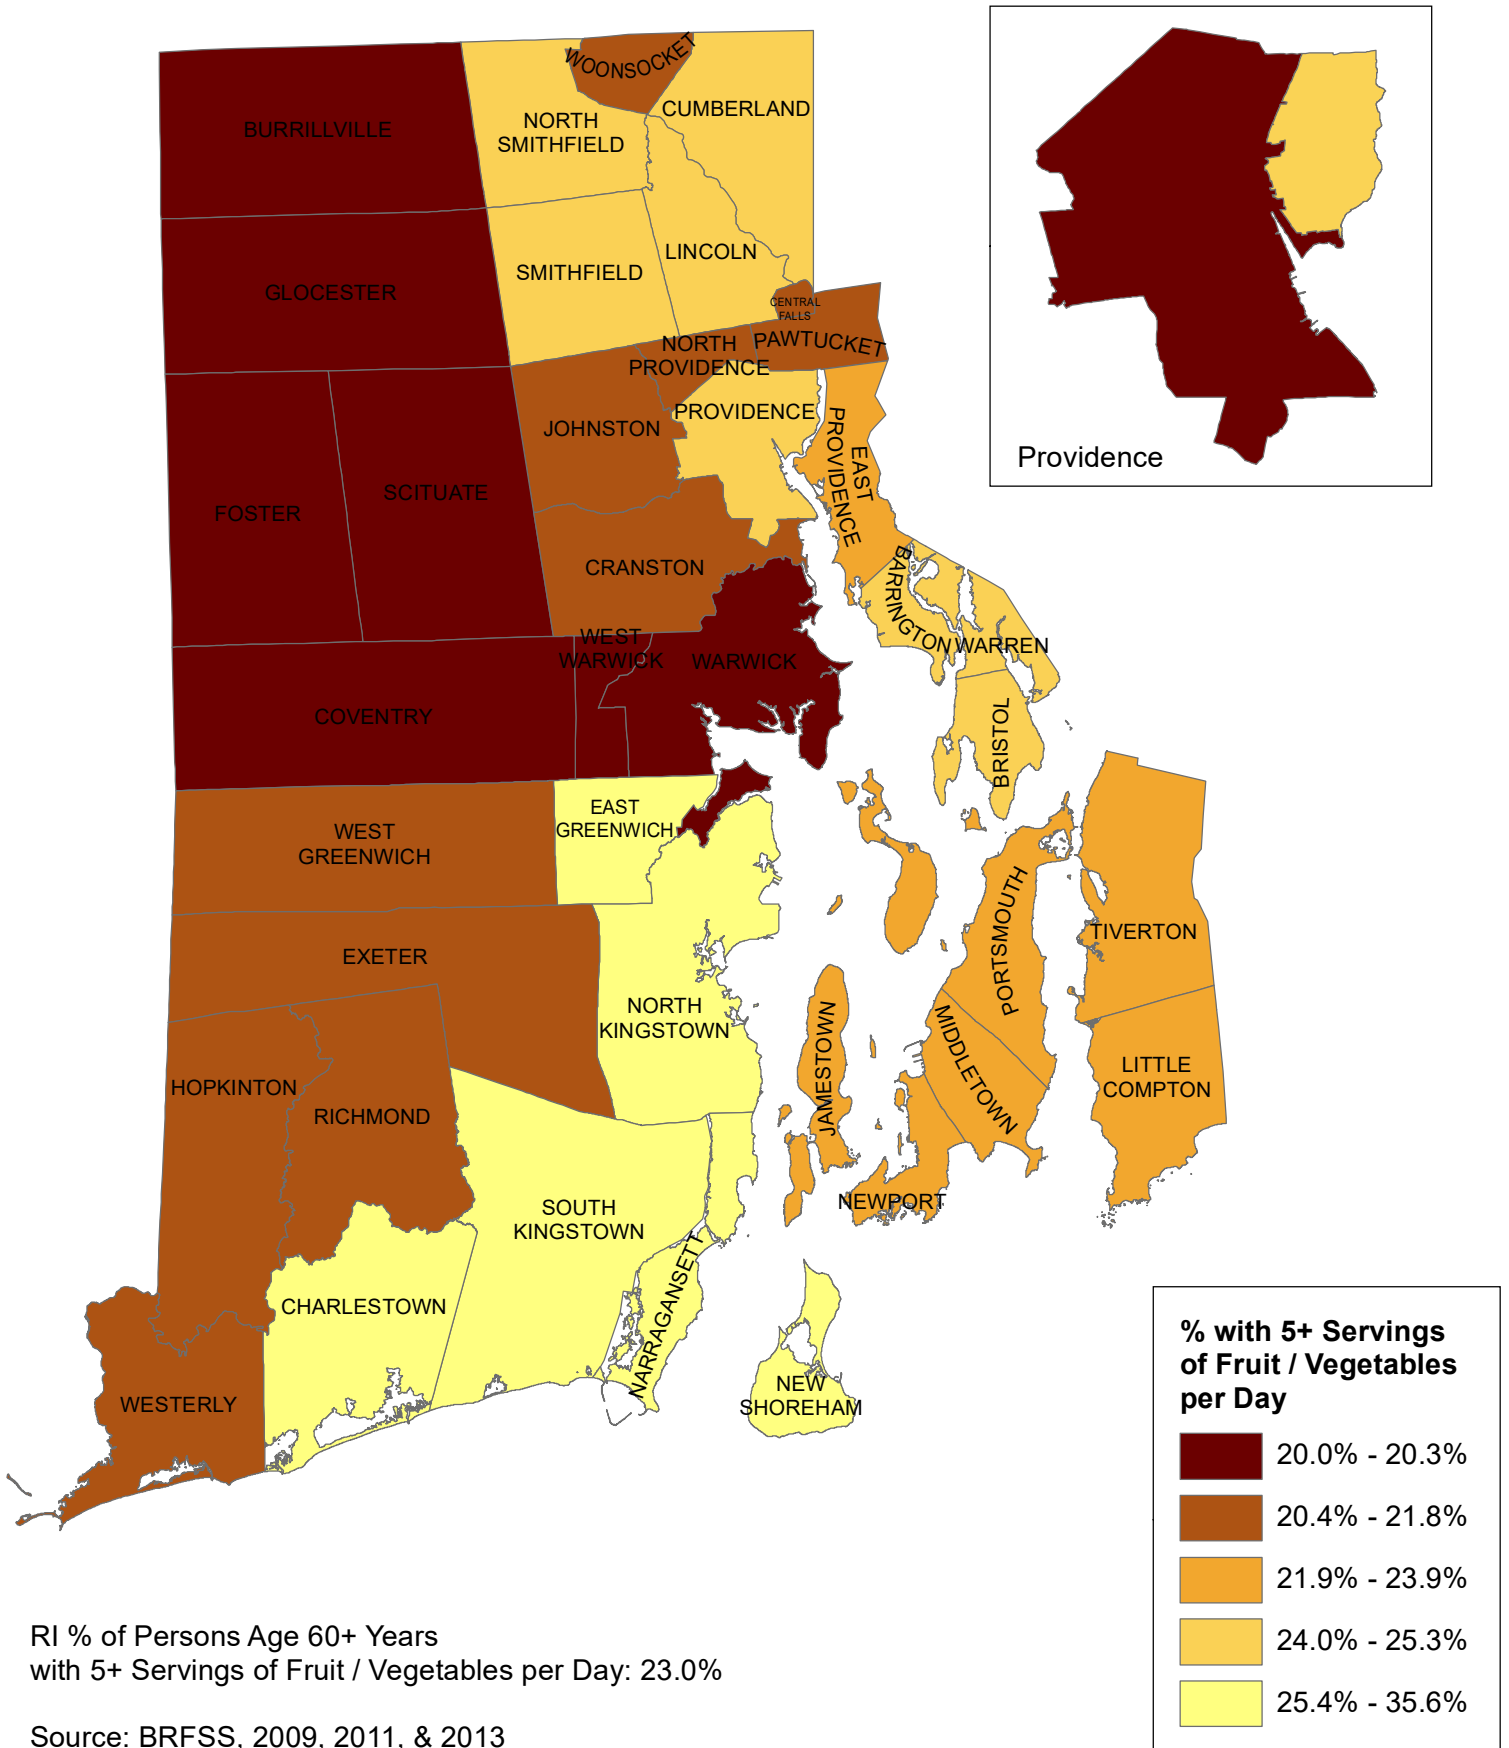 WOONSOCKET
BURRILLVILLE
NORTH
SMITHFIELD
CUMBERLAND
GLOCESTER
SMITHFIELD
LINCOLN
CENTRAL
FALLS
NORTH
PROVIDENCE
PAWTUCKET
Providence
FOSTER
SCITUATE
JOHNSTON
PROVIDENCE
EAST
PROVIDENCE
CRANSTON
BARRINGTON
WARREN
WEST
WARWICK
WARWICK
COVENTRY
BRISTOL
WEST
GREENWICH
EAST
GREENWICH
PORTSMOUTH
TIVERTON
EXETER
NORTH
KINGSTOWN
JAMESTOWN
MIDDLETOWN
LITTLE
COMPTON
HOPKINTON
RICHMOND
SOUTH
KINGSTOWN
NEWPORT
NARRAGANSETT
CHARLESTOWN
WESTERLY
NEW
SHOREHAM
% with 5+ Servings
of Fruit / Vegetables
per Day
20.0% - 20.3%
20.4% - 21.8%
21.9% - 23.9%
24.0% - 25.3%
25.4% - 35.6%
RI % of Persons Age 60+ Years
with 5+ Servings of Fruit / Vegetables per Day: 23.0%
Source: BRFSS, 2009, 2011, & 2013